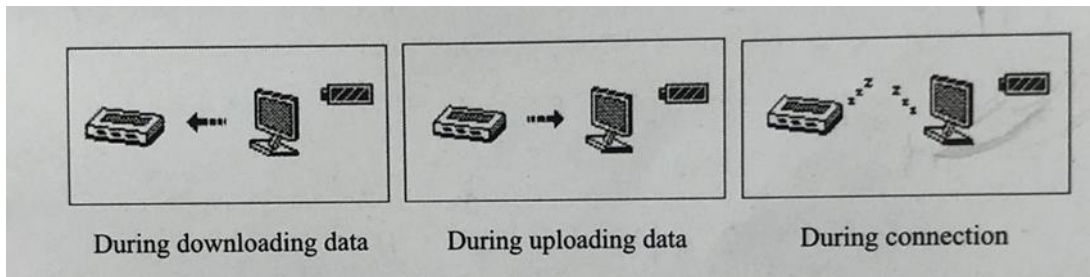 z z Z
z z z
During downloading data
During uploading data
During connection